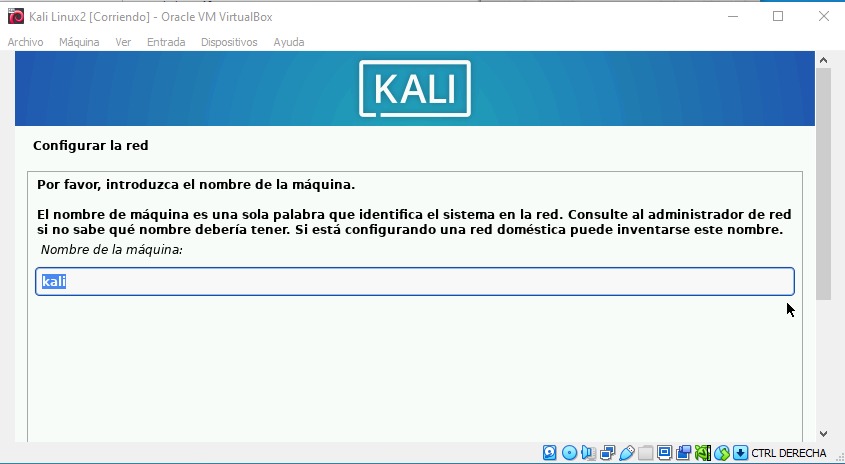 Kali Linux2 [Corriendo] - Oracle VM VirtualBox
Archivo Máquina Ver Entrada Dispositivos Ayuda
KALI
Configurar la red
Por favor, introduzca el nombre de la máquina.
El nombre de máquina es una sola palabra que identifica el sistema en la red. Consulte al administrador de red
si no sabe qué nombre debería tener. Si está configurando una red doméstica puede inventarse este nombre.
Nombre de la máquina:
kali
CTRL DERECHA